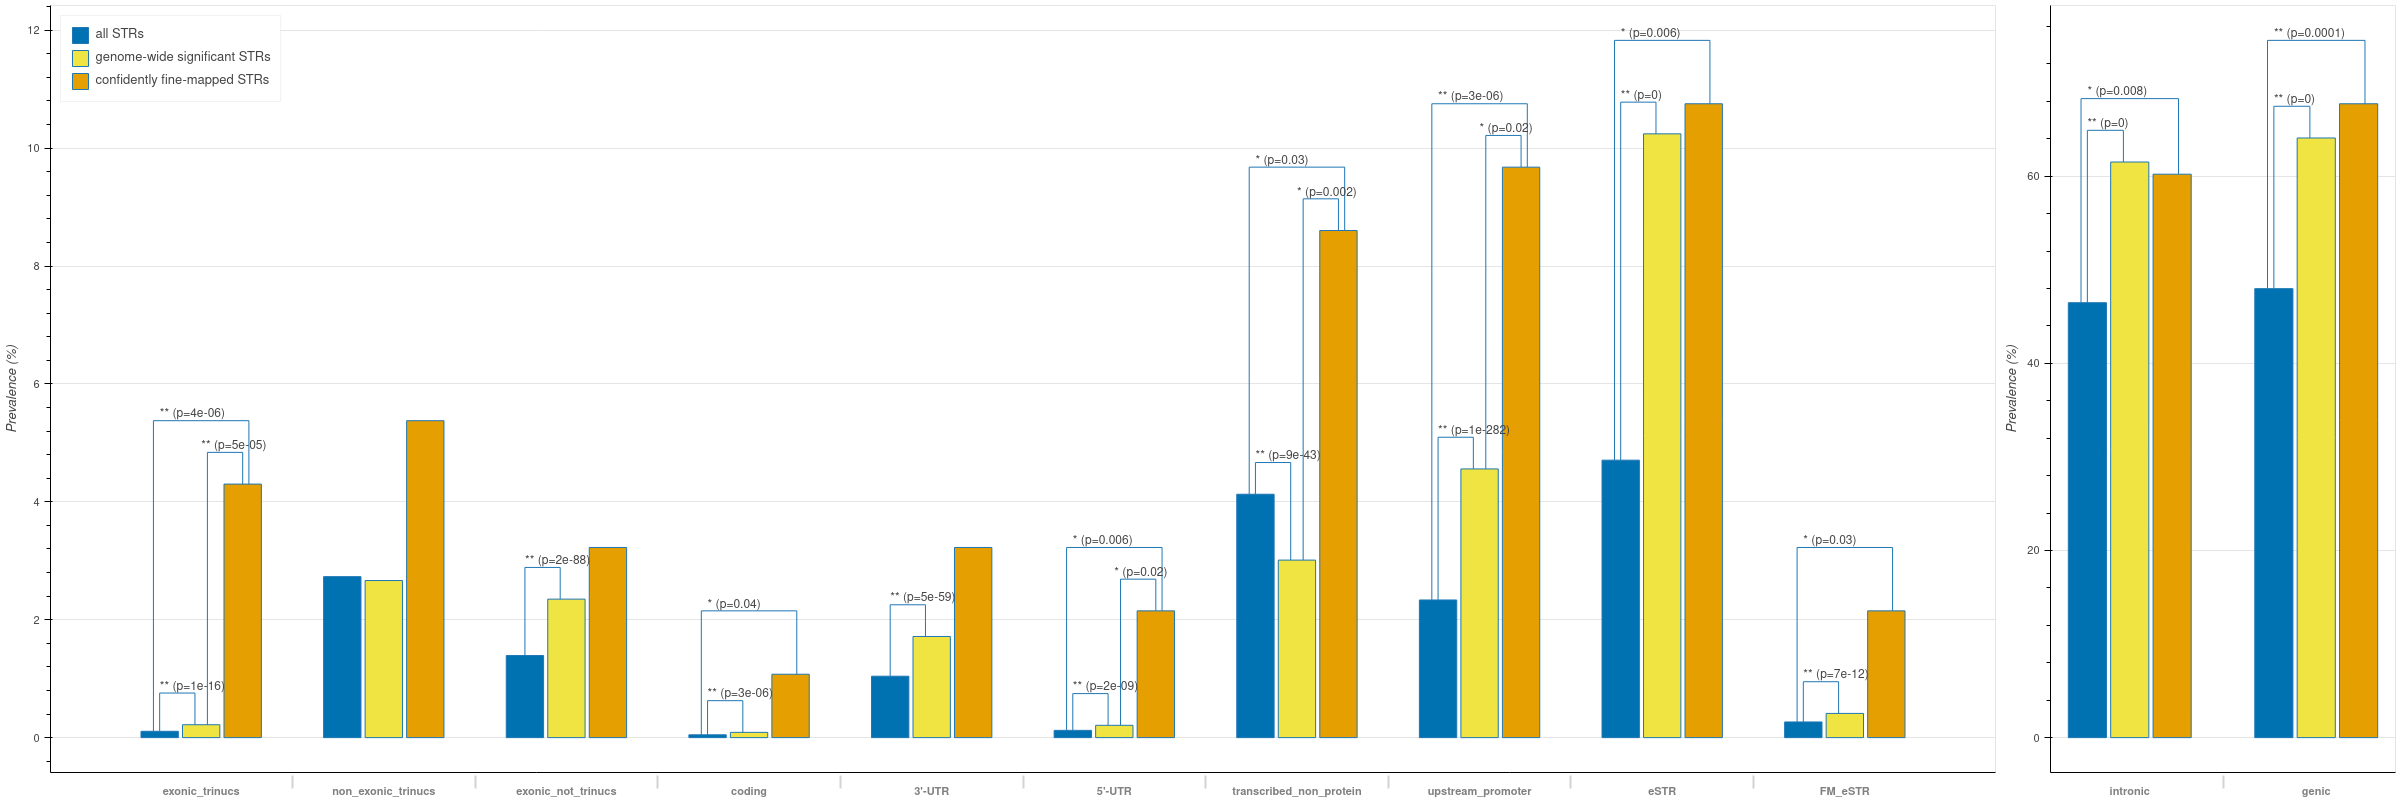 all STRs
genome-wide significant STRs
confidently fine-mapped STRs
Prevalence (%)
12
10
8
6
4
2
0
** (p=4e-06)
** (p=5e-05)
** (p=1e-16)
** (p=2e-88)
* (p=0.04)
** (p=3e-06)
** (p=5e-59)
* (p=0.006)
* (p=0.02)
** (p=2e-09)
* (p=0.03)
* (p=0.002)
** (p=9e-43)
** (p=3e-06)
* (p=0.02)
** (p=1e-282)
* (p=0.006)
** (p=0)
* (p=0.03)
** (p=7e-12)
exonic_trinucs
non_exonic_trinucs
exonic_not_trinucs
coding
3'-UTR
5'-UTR
transcribed_non_protein
upstream_promoter
eSTR
FM_eSTR
Prevalence (%)
60
40
20
0
* (p=0.008)
** (p=0)
** (p=0.0001)
** (p=0)
intronic
genic